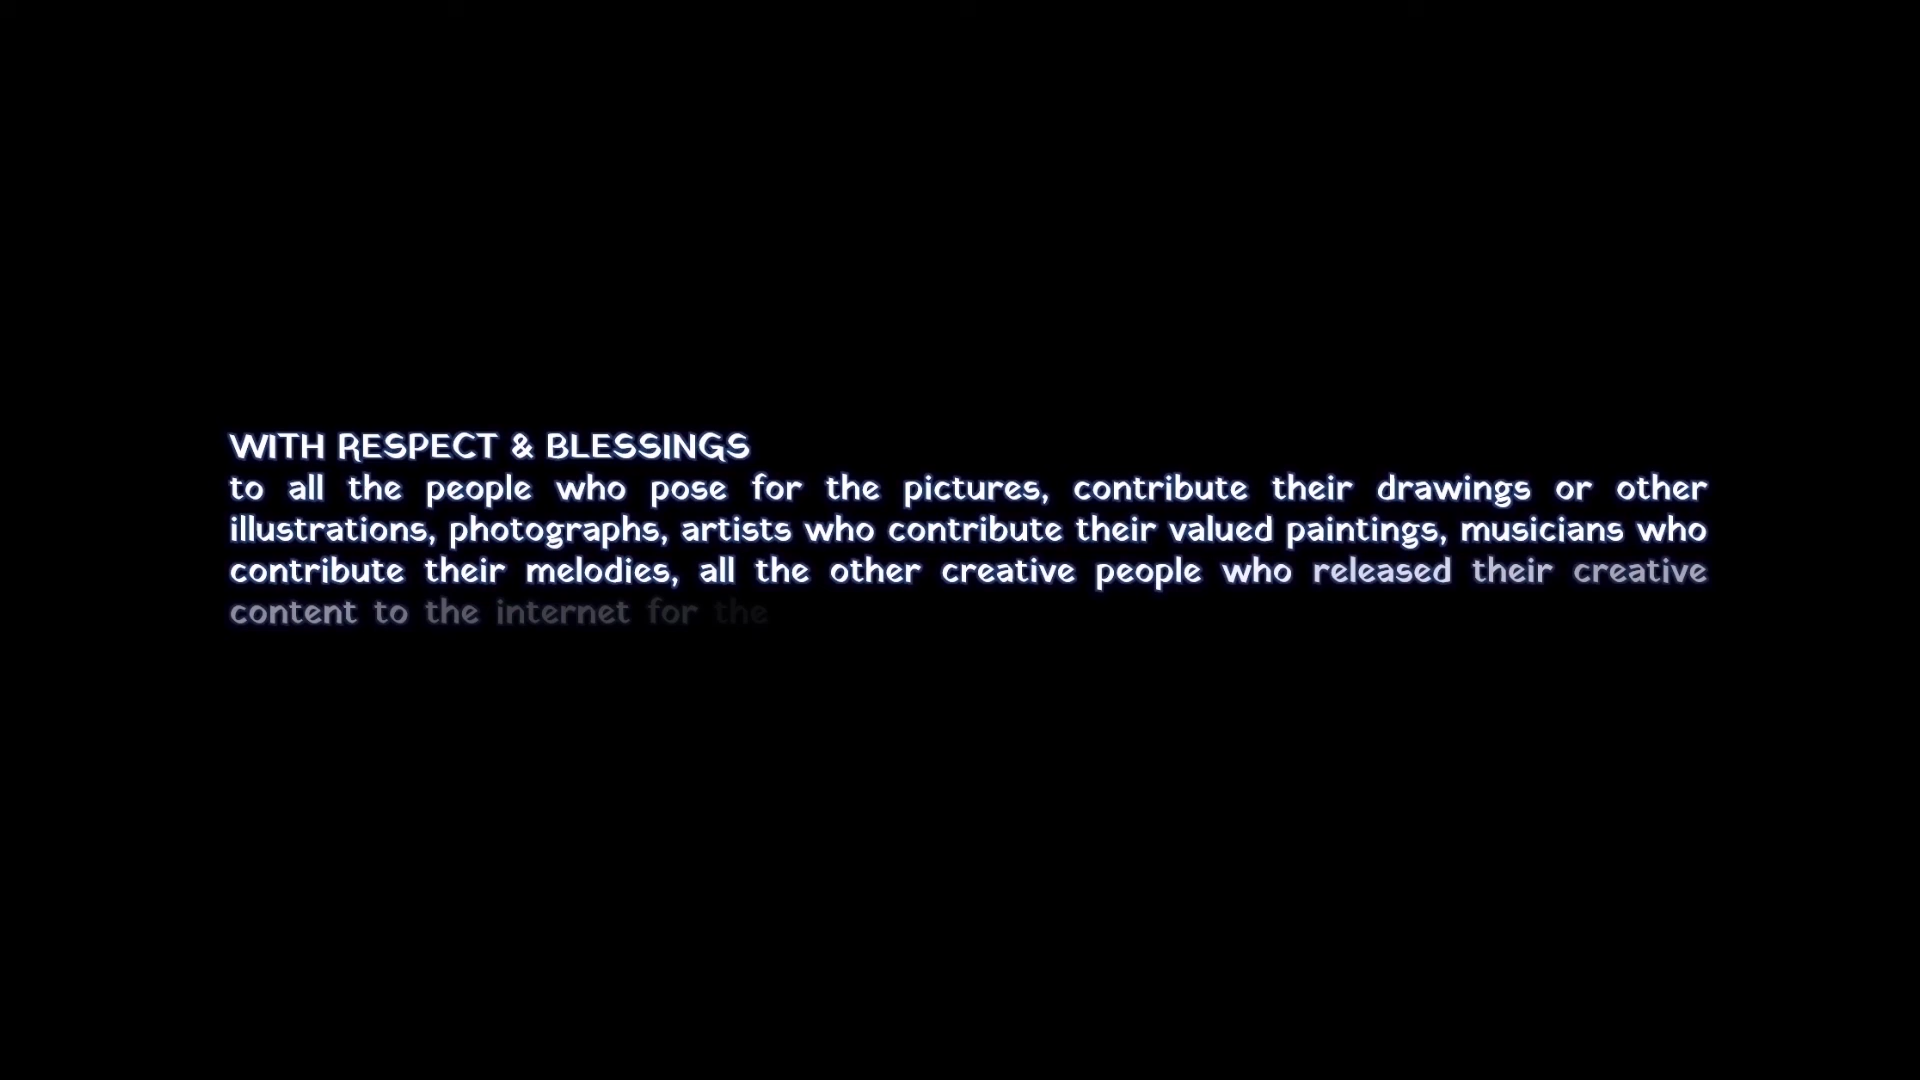 WITH RESPECT & BLESSINGS
to all the people who pose for the pictures, contribute their drawings or other
illustrations, photographs, artists who contribute their valued paintings, musicians who
contribute their melodies, all the other creative people who released their creative
content to the internet for the